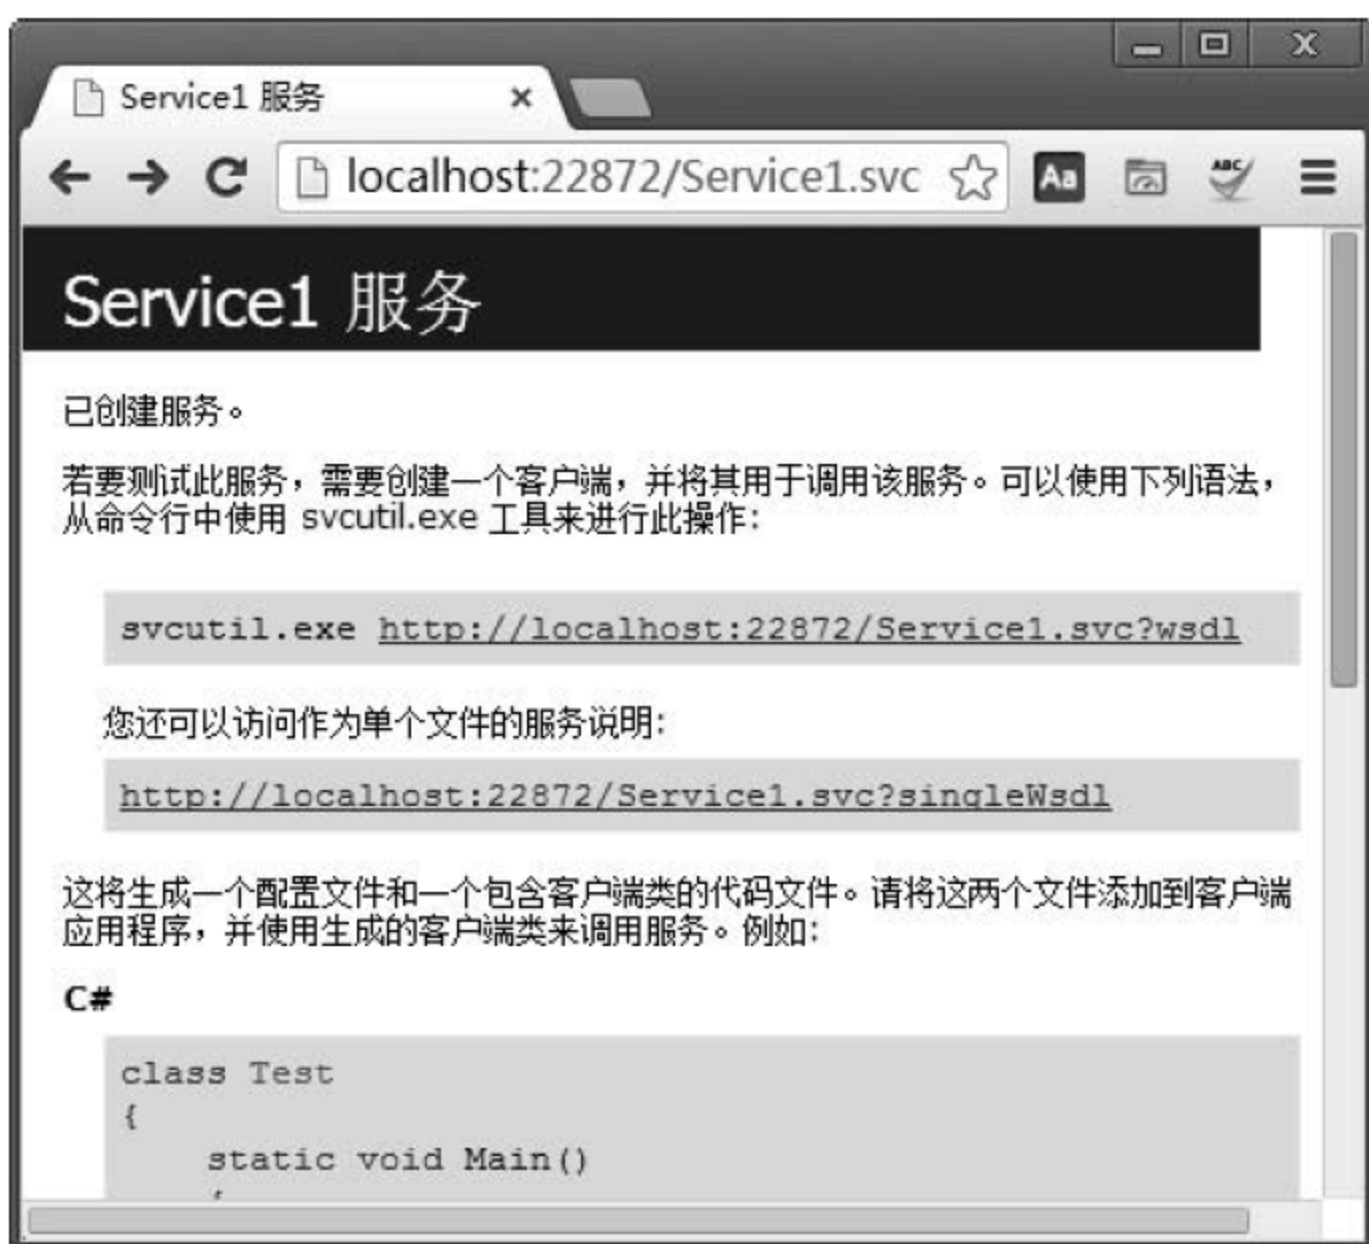 Service1 服务
localhost:22872/Service1.svc
Aa
ABC
Service1 服务
已创建服务。
若要测试此服务，需要创建一个客户端，并将其用于调用该服务。可以使用下列语法，
从命令行中使用 svcutil.exe 工具来进行此操作:
svcutil.exe http://localhost:22872/Service1.svc?wsdl
您还可以访问作为单个文件的服务说明:
http://localhost:22872/Service1.svc?singleWsdl
这将生成一个配置文件和一个包含客户端类的代码文件。请将这两个文件添加到客户端
应用程序，并使用生成的客户端类来调用服务。例如:
C#
class Test
{
static void Main()
{